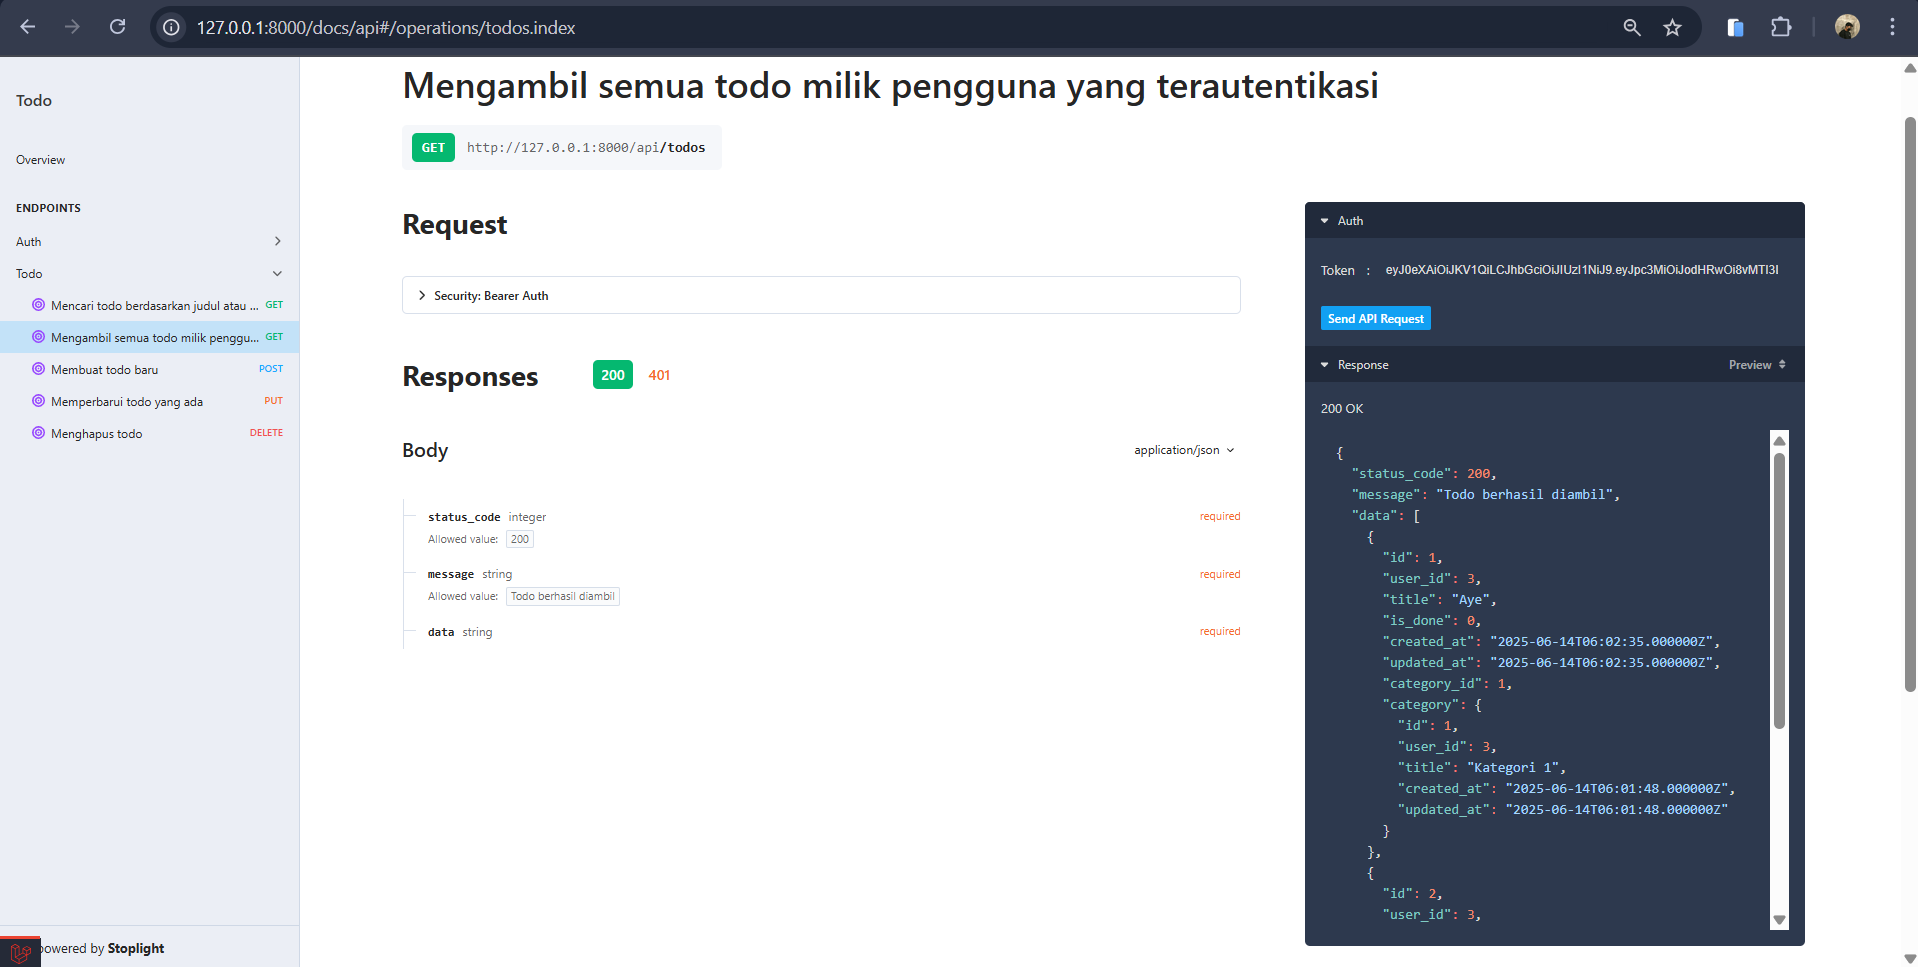 127.0.0.1:8000/docs/api#/operations/todos.index
Todo
Overview
ENDPOINTS
Auth
Todo
Mencari todo berdasarkan judul atau ... GET
Mengambil semua todo milik penggu... GET
Membuat todo baru POST
Memperbarui todo yang ada PUT
Menghapus todo DELETE
powered by Stoplight
Mengambil semua todo milik pengguna yang terautentikasi
GET http://127.0.0.1:8000/api/todos
Request
Security: Bearer Auth
Responses 200 401
Body application/json
status_code integer required
Allowed value: 200
message string required
Allowed value: Todo berhasil diambil
data string required
Auth
Token : eyJ0eXAiOiJKV1QiLCJhbGciOiJIUzI1NiJ9.eyJpc3MiOiJodHRwOi8vMTI3I
Send API Request
Response Preview
200 OK
{
"status_code": 200,
"message": "Todo berhasil diambil",
"data": [
{
"id": 1,
"user_id": 3,
"title": "Aye",
"is_done": 0,
"created_at": "2025-06-14T06:02:35.000000Z",
"updated_at": "2025-06-14T06:02:35.000000Z",
"category_id": 1,
"category": {
"id": 1,
"user_id": 3,
"title": "Kategori 1",
"created_at": "2025-06-14T06:01:48.000000Z",
"updated_at": "2025-06-14T06:01:48.000000Z"
}
},
{
"id": 2,
"user_id": 3,